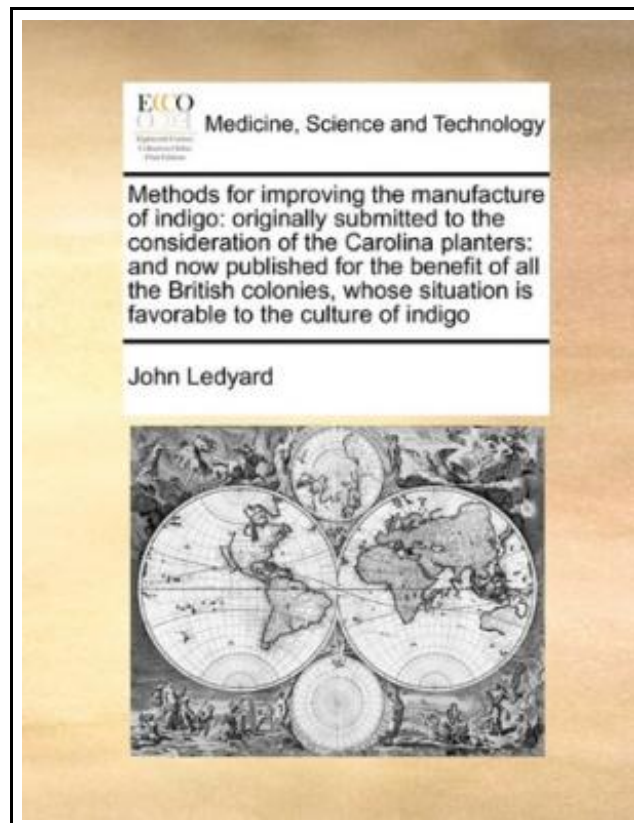 ECCO
Medicine, Science and Technology
Methods for improving the manufacture
of indigo: originally submitted to the
consideration of the Carolina planters:
and now published for the benefit of all
the British colonies, whose situation is
favorable to the culture of indigo
John Ledyard